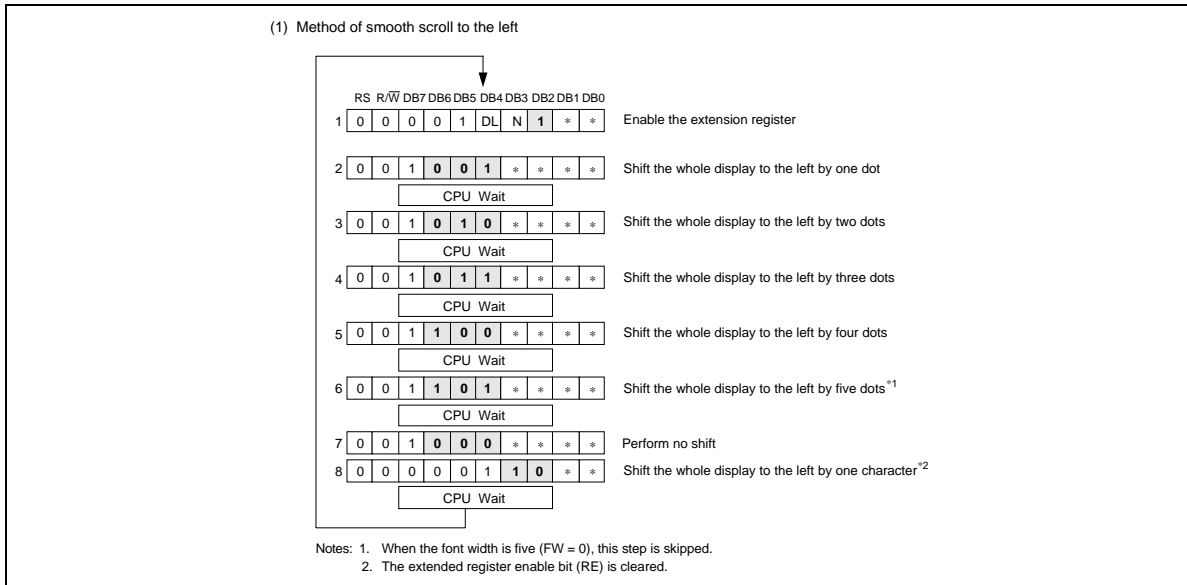 (1) Method of smooth scroll to the left
RS R/W̅ DB7 DB6 DB5 DB4 DB3 DB2 DB1 DB0
1 0 0 0 0 1 DL N 1 * * Enable the extension register
2 0 0 1 0 0 1 * * * * Shift the whole display to the left by one dot
CPU Wait
3 0 0 1 0 1 0 * * * * Shift the whole display to the left by two dots
CPU Wait
4 0 0 1 0 1 1 * * * * Shift the whole display to the left by three dots
CPU Wait
5 0 0 1 1 0 0 * * * * Shift the whole display to the left by four dots
CPU Wait
6 0 0 1 1 0 1 * * * * Shift the whole display to the left by five dots*1
CPU Wait
7 0 0 1 0 0 0 * * * * Perform no shift
8 0 0 0 0 0 1 1 0 * * Shift the whole display to the left by one character*2
CPU Wait
Notes: 1. When the font width is five (FW = 0), this step is skipped.
2. The extended register enable bit (RE) is cleared.